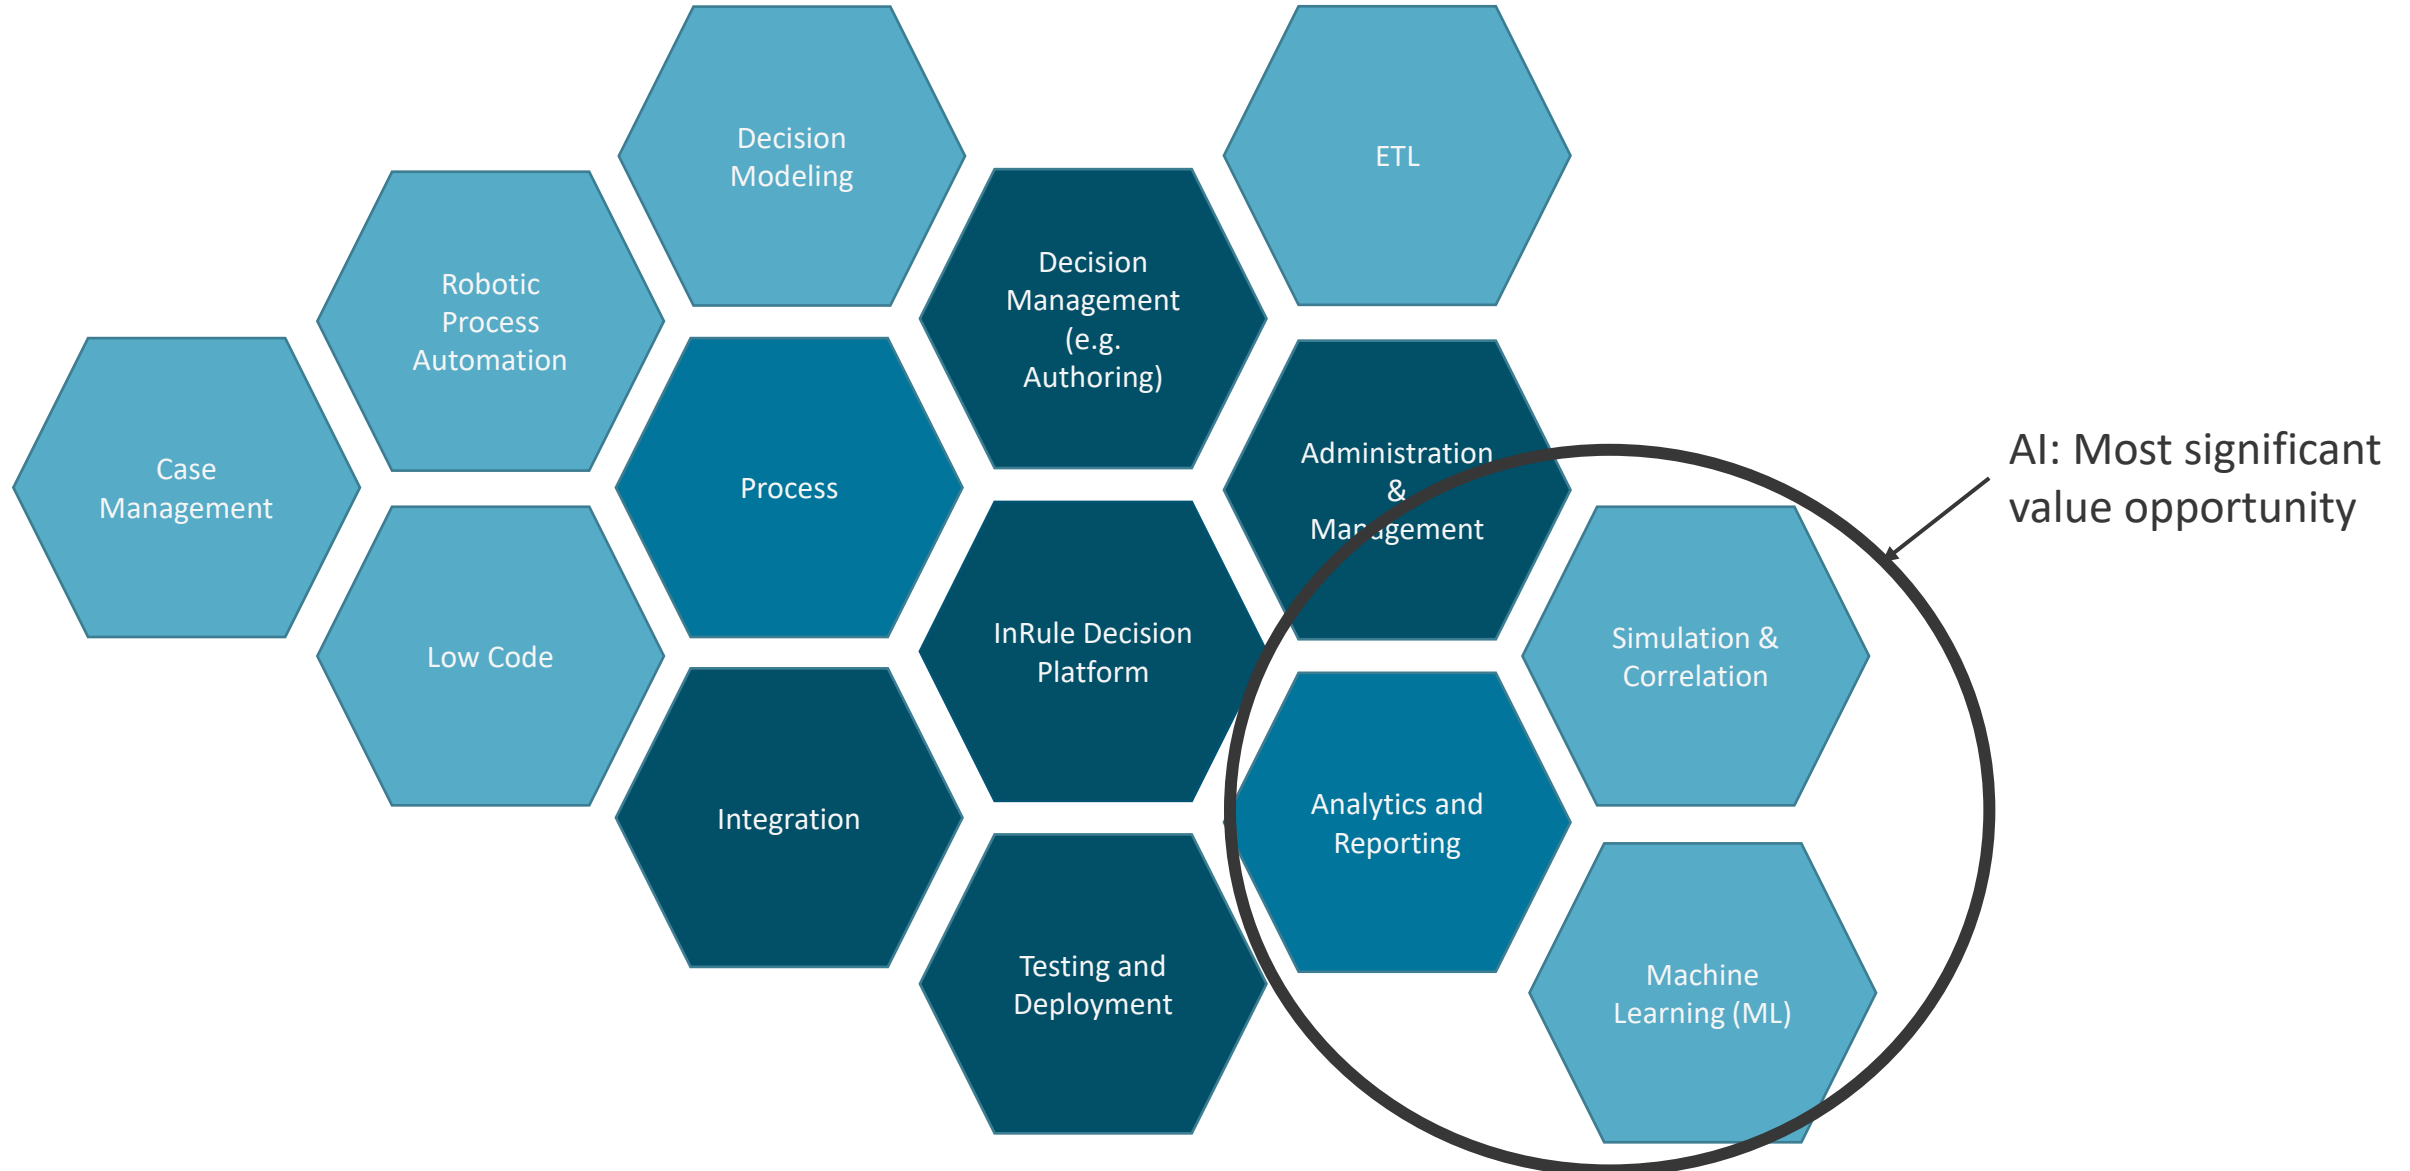 Decision
Modeling
ETL
Decision
Management
(e.g.
Authoring)
Robotic
Process
Automation
Case
Management
Process
Administration
&
Management
AI: Most significant
value opportunity
Low Code
InRule Decision
Platform
Simulation &
Correlation
Integration
Analytics and
Reporting
Testing and
Deployment
Machine
Learning (ML)